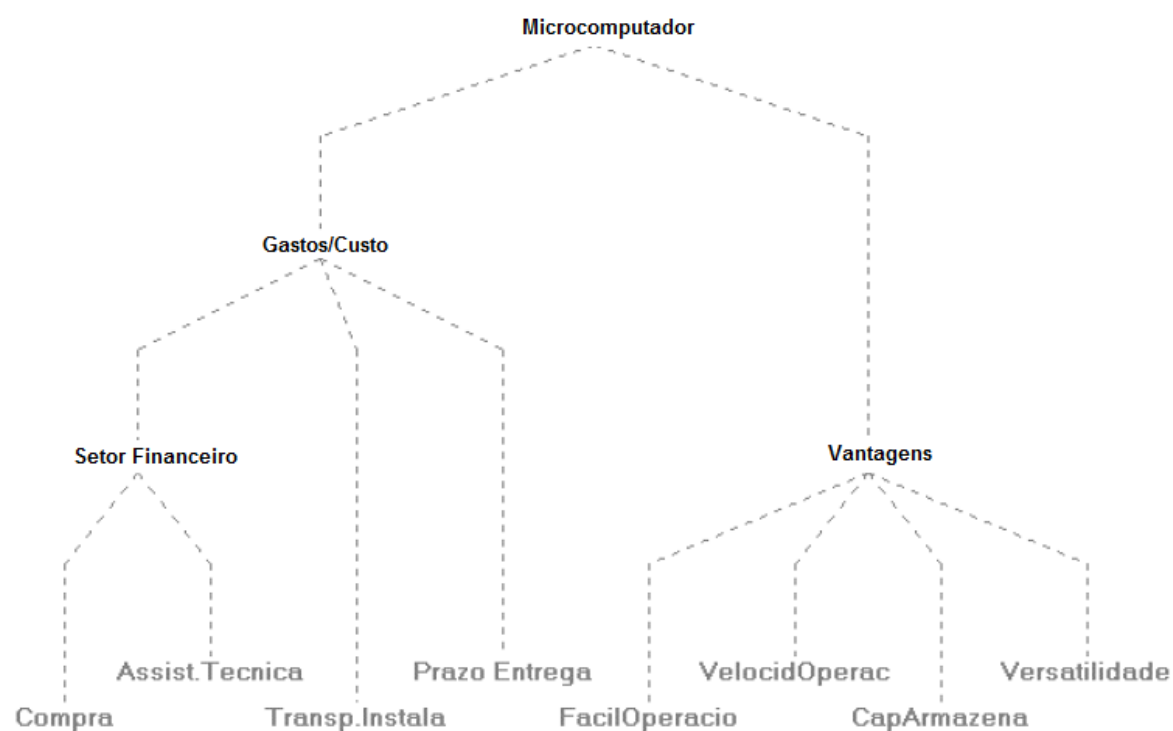 Microcomputador
Gastos/Custo
Setor Financeiro
Vantagens
Assist.Tecnica
Prazo Entrega
VelocidOperac
Versatilidade
Compra
Transp.Instala
FacilOperacio
CapArmazena